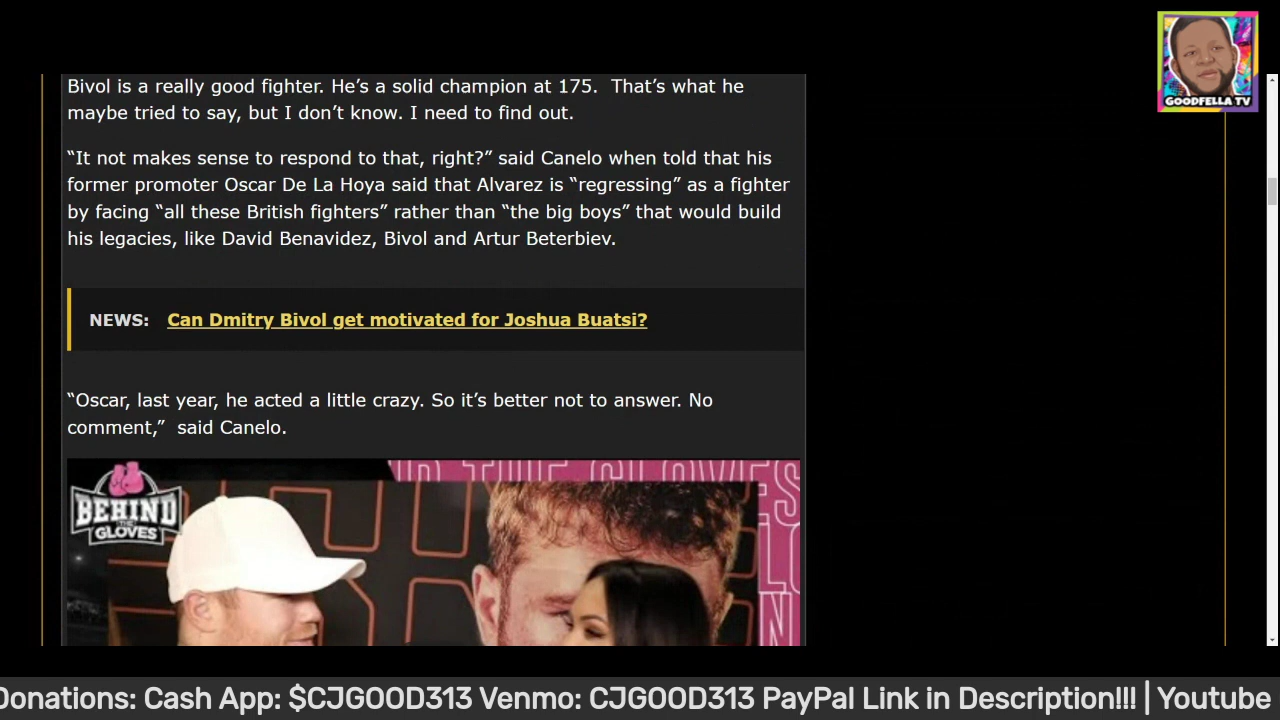 GOODFELLA TV
Bivol is a really good fighter. He’s a solid champion at 175.  That’s what he
maybe tried to say, but I don’t know. I need to find out.
“It not makes sense to respond to that, right?” said Canelo when told that his
former promoter Oscar De La Hoya said that Alvarez is “regressing” as a fighter
by facing “all these British fighters” rather than “the big boys” that would build
his legacies, like David Benavidez, Bivol and Artur Beterbiev.
NEWS: Can Dmitry Bivol get motivated for Joshua Buatsi?
“Oscar, last year, he acted a little crazy. So it’s better not to answer. No
comment,”  said Canelo.
BEHIND
THE
GLOVES
D THE GLOVES
Donations: Cash App: $CJGOOD313 Venmo: CJGOOD313 PayPal Link in Description!!! | Youtube